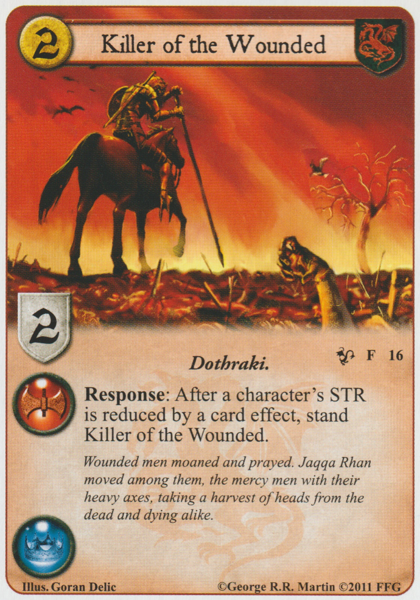 2
Killer of the Wounded
2
Dothraki.
F 16
Response: After a character's STR
is reduced by a card effect, stand
Killer of the Wounded.
Wounded men moaned and prayed. Jaqqa Rhan
moved among them, the mercy men with their
heavy axes, taking a harvest of heads from the
dead and dying alike.
Illus. Goran Delic
©George R.R. Martin ©2011 FFG